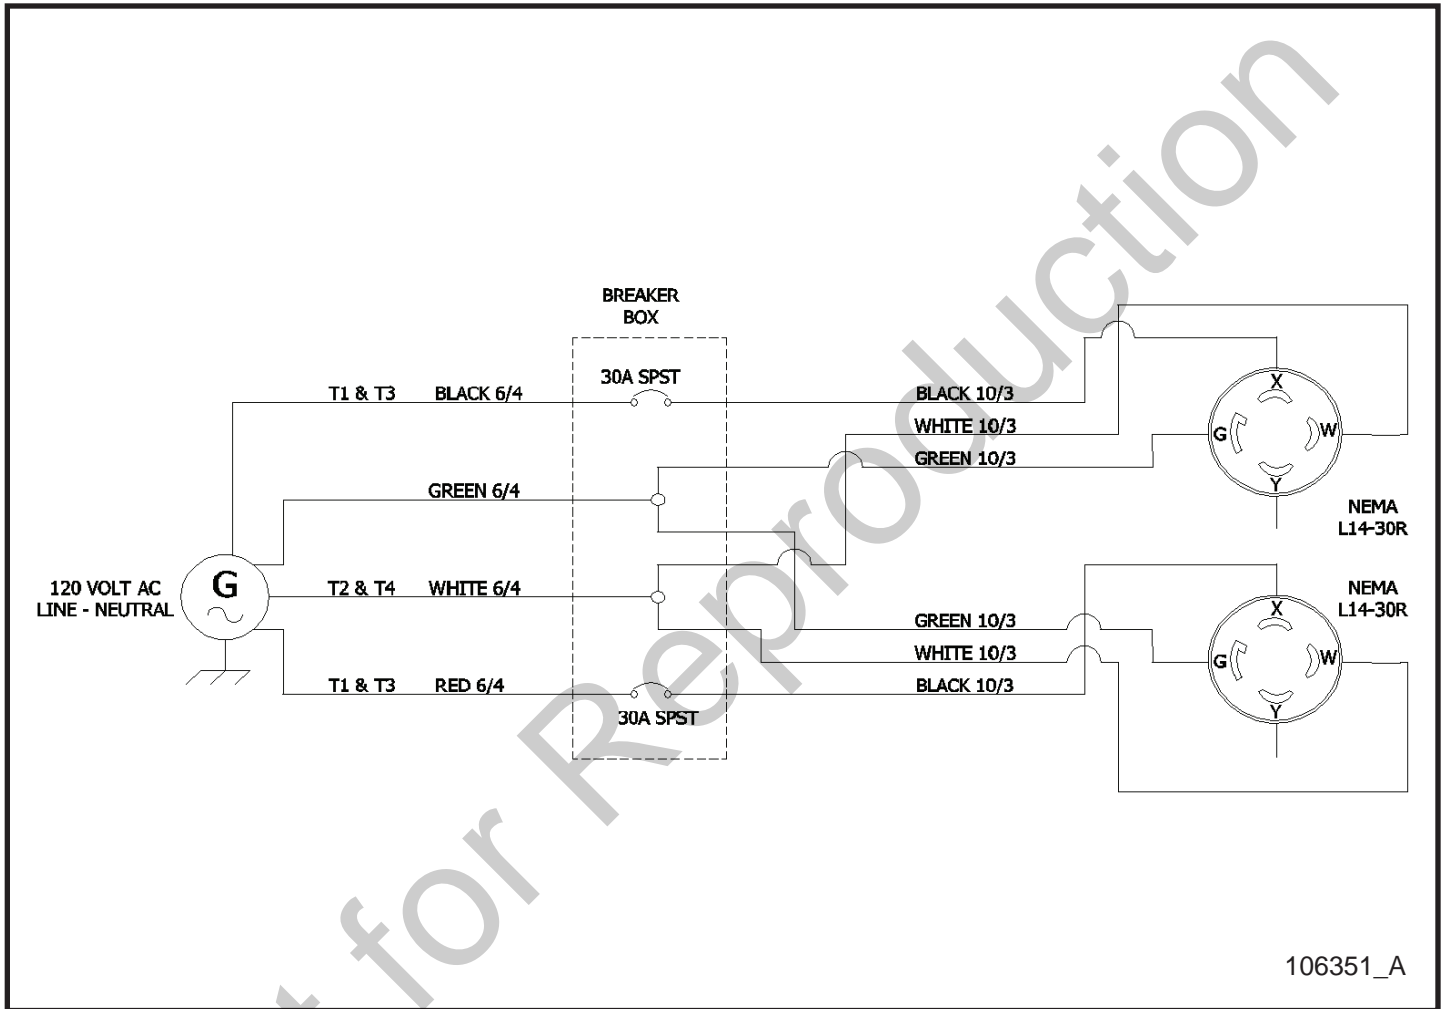 BREAKER
BOX
30A SPST
T1 & T3 BLACK 6/4
BLACK 10/3
WHITE 10/3
GREEN 10/3
X
G
W
Y
NEMA
L14-30R
GREEN 6/4
G
120 VOLT AC
LINE - NEUTRAL
T2 & T4 WHITE 6/4
NEMA
L14-30R
GREEN 10/3
WHITE 10/3
BLACK 10/3
X
G
W
Y
T1 & T3 RED 6/4
30A SPST
106351_A
t for Reproduction